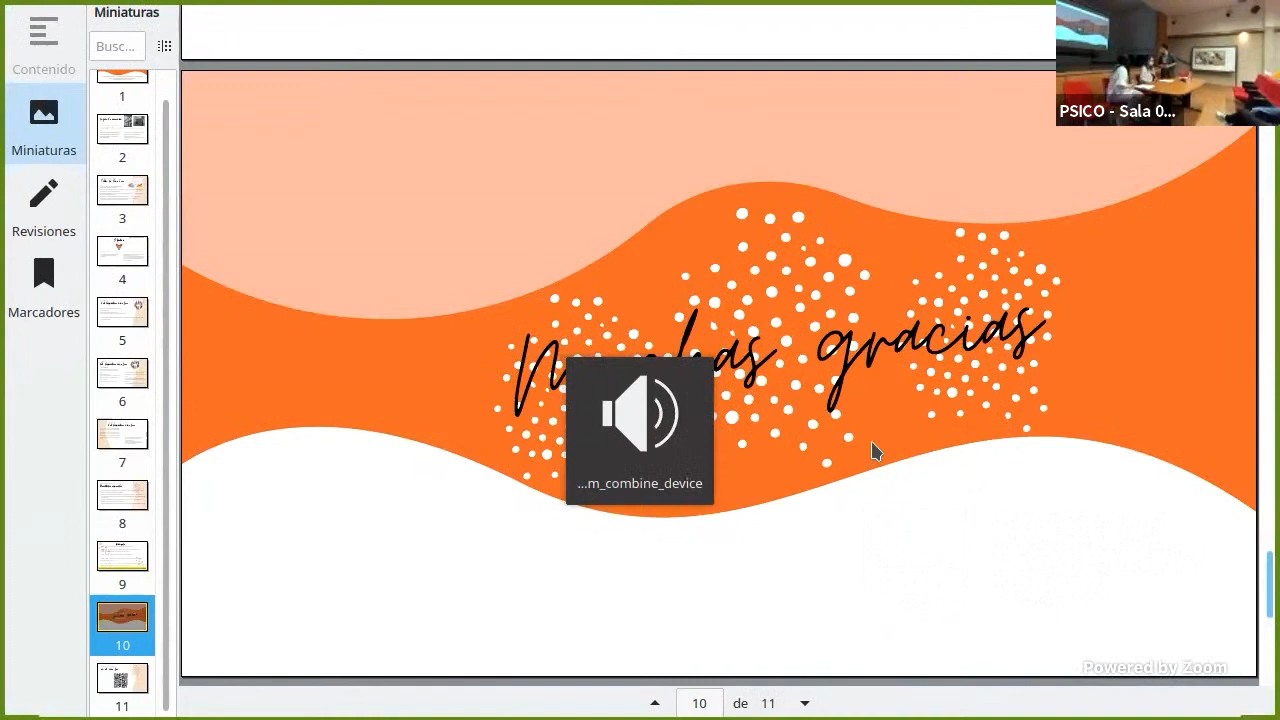 Contenido
Miniaturas
Revisiones
Marcadores
Miniaturas
Busc...
1
2
3
4
5
6
7
8
9
10
11
gracias
...m_combine_device
PSICO - Sala 0...
Powered by Zoom
10 de 11